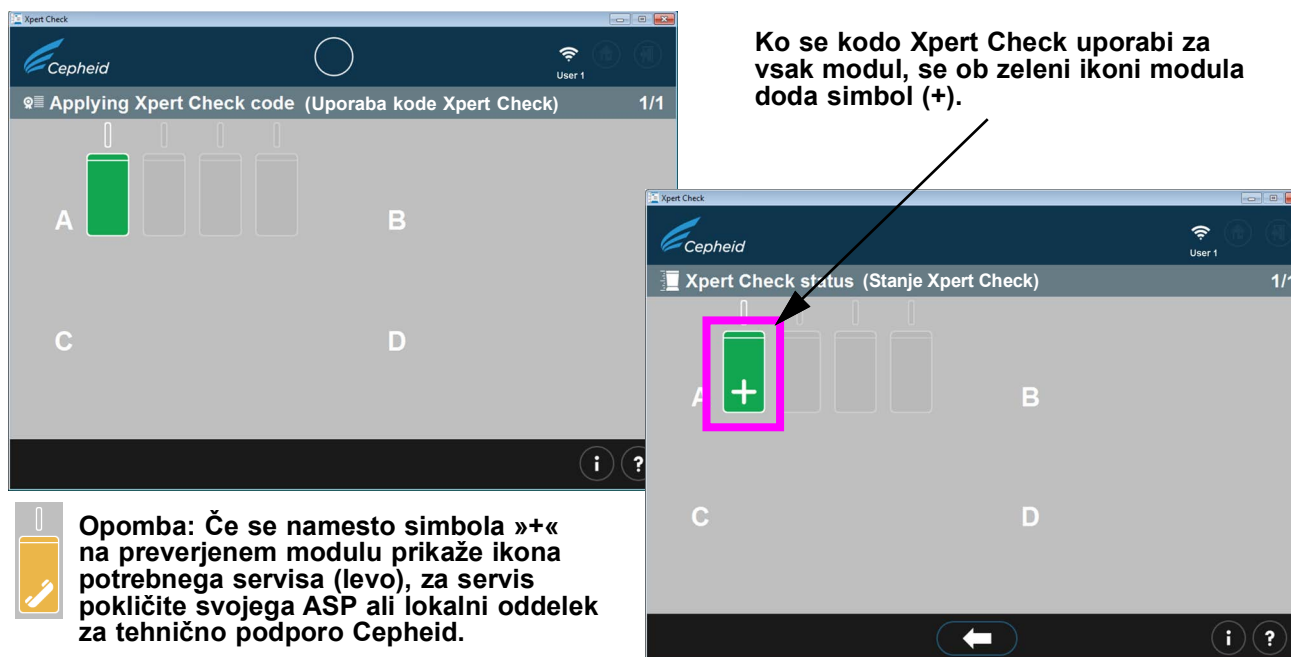 Xpert Check
Cepheid
User 1
Applying Xpert Check code (Uporaba kode Xpert Check) 1/1
A B
C D
i ?
Ko se kodo Xpert Check uporabi za
vsak modul, se ob zeleni ikoni modula
doda simbol (+).
Xpert Check
Cepheid
User 1
Xpert Check status (Stanje Xpert Check) 1/1
A B
+
C D
i ?
Opomba: Če se namesto simbola »+«
na preverjenem modulu prikaže ikona
potrebnega servisa (levo), za servis
pokličite svojega ASP ali lokalni oddelek
za tehnično podporo Cepheid.